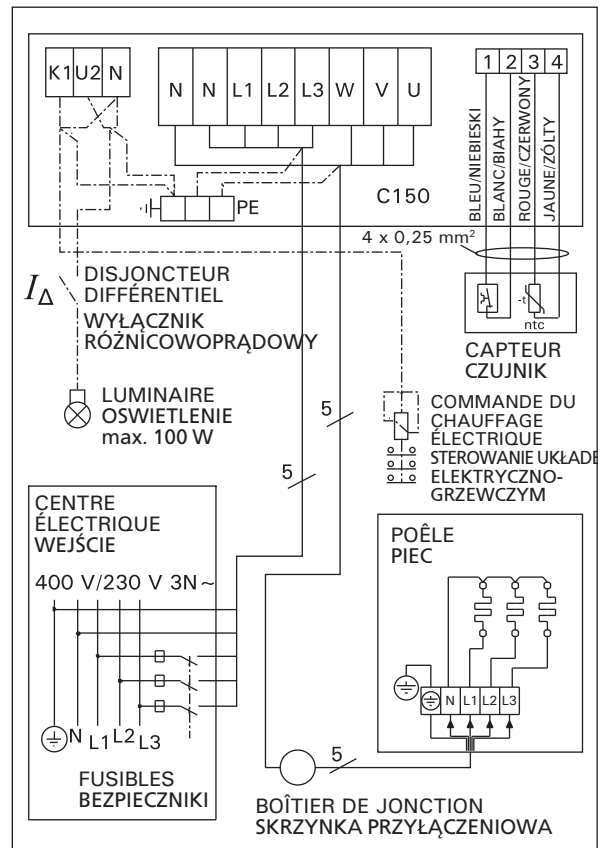 K1 U2 N
N N L1 L2 L3 W V U
1 2 3 4
BLEU/NIEBIESKI
BLANC/BIAHY
ROUGE/CZERWONY
JAUNE/ZÓLTY
PE
C150
4 x 0,25 mm²
-t
ntc
CAPTEUR
CZUJNIK
I∆
DISJONCTEUR
DIFFÉRENTIEL
WYŁĄCZNIK
RÓŻNICOWOPRĄDOWY
LUMINAIRE
OSWIETLENIE
max. 100 W
5
5
COMMANDE DU
CHAUFFAGE
ÉLECTRIQUE
STEROWANIE UKŁADE
ELEKTRYCZNO-
GRZEWCZYM
CENTRE
ÉLECTRIQUE
WEJŚCIE
400 V/230 V 3N~
N L1 L2 L3
FUSIBLES
BEZPIECZNIKI
POÊLE
PIEC
N L1 L2 L3
5
BOÎTIER DE JONCTION
SKRZYNKA PRZYŁĄCZENIOWA